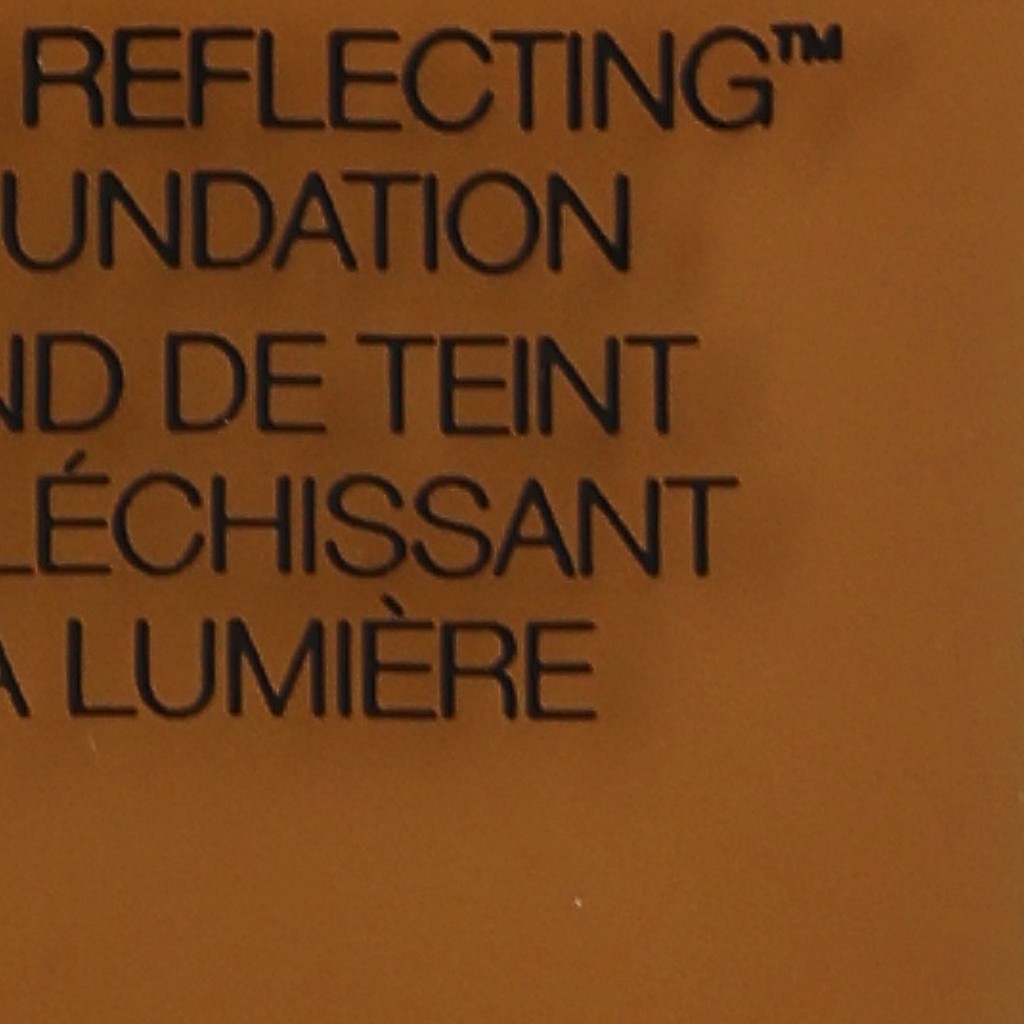 REFLECTING™
UNDATION
ND DE TEINT
LÉCHISSANT
A LUMIÈRE